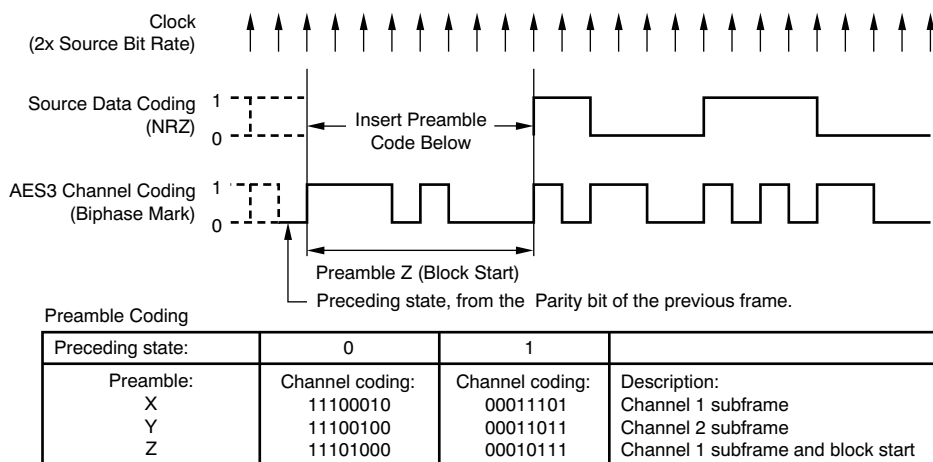 Clock
(2x Source Bit Rate)
Source Data Coding
(NRZ)
1
0
Insert Preamble
Code Below
AES3 Channel Coding
(Biphase Mark)
1
0
Preamble Z (Block Start)
Preceding state, from the Parity bit of the previous frame.
Preamble Coding
Preceding state: 0 1
Preamble: Channel coding: Channel coding: Description:
X 11100010 00011101 Channel 1 subframe
Y 11100100 00011011 Channel 2 subframe
Z 11101000 00010111 Channel 1 subframe and block start